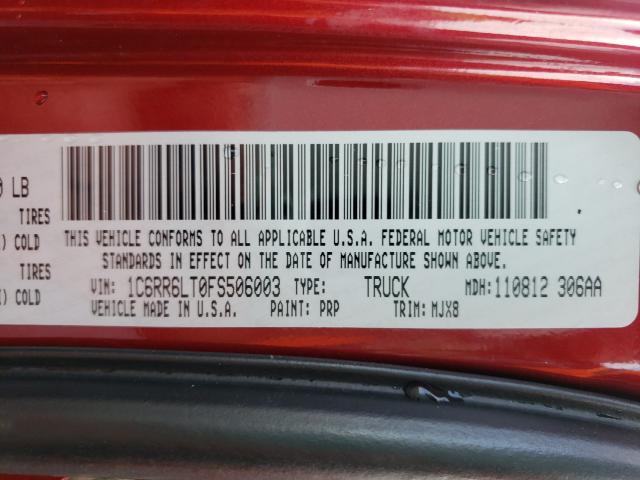 LB
TIRES
COLD
TIRES
COLD
THIS VEHICLE CONFORMS TO ALL APPLICABLE U.S.A. FEDERAL MOTOR VEHICLE SAFETY
STANDARDS IN EFFECT ON THE DATE OF MANUFACTURE SHOWN ABOVE.
VIN: 1C6RR6LT0FS506003 TYPE: TRUCK MDH: 110812 306AA
VEHICLE MADE IN U.S.A. PAINT: PRP TRIM: MJX8